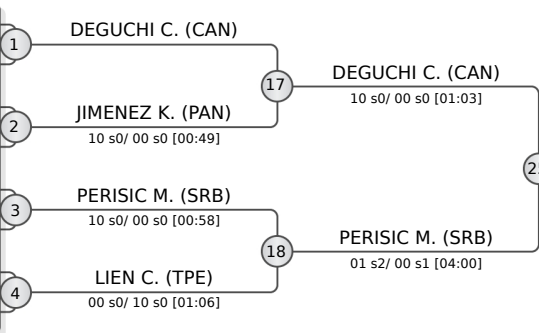 DEGUCHI C. (CAN)
1
17
DEGUCHI C. (CAN)
10 s0/ 00 s0 [01:03]
JIMENEZ K. (PAN)
2
10 s0/ 00 s0 [00:49]
PERISIC M. (SRB)
3
10 s0/ 00 s0 [00:58]
18
PERISIC M. (SRB)
01 s2/ 00 s1 [04:00]
LIEN C. (TPE)
4
00 s0/ 10 s0 [01:06]